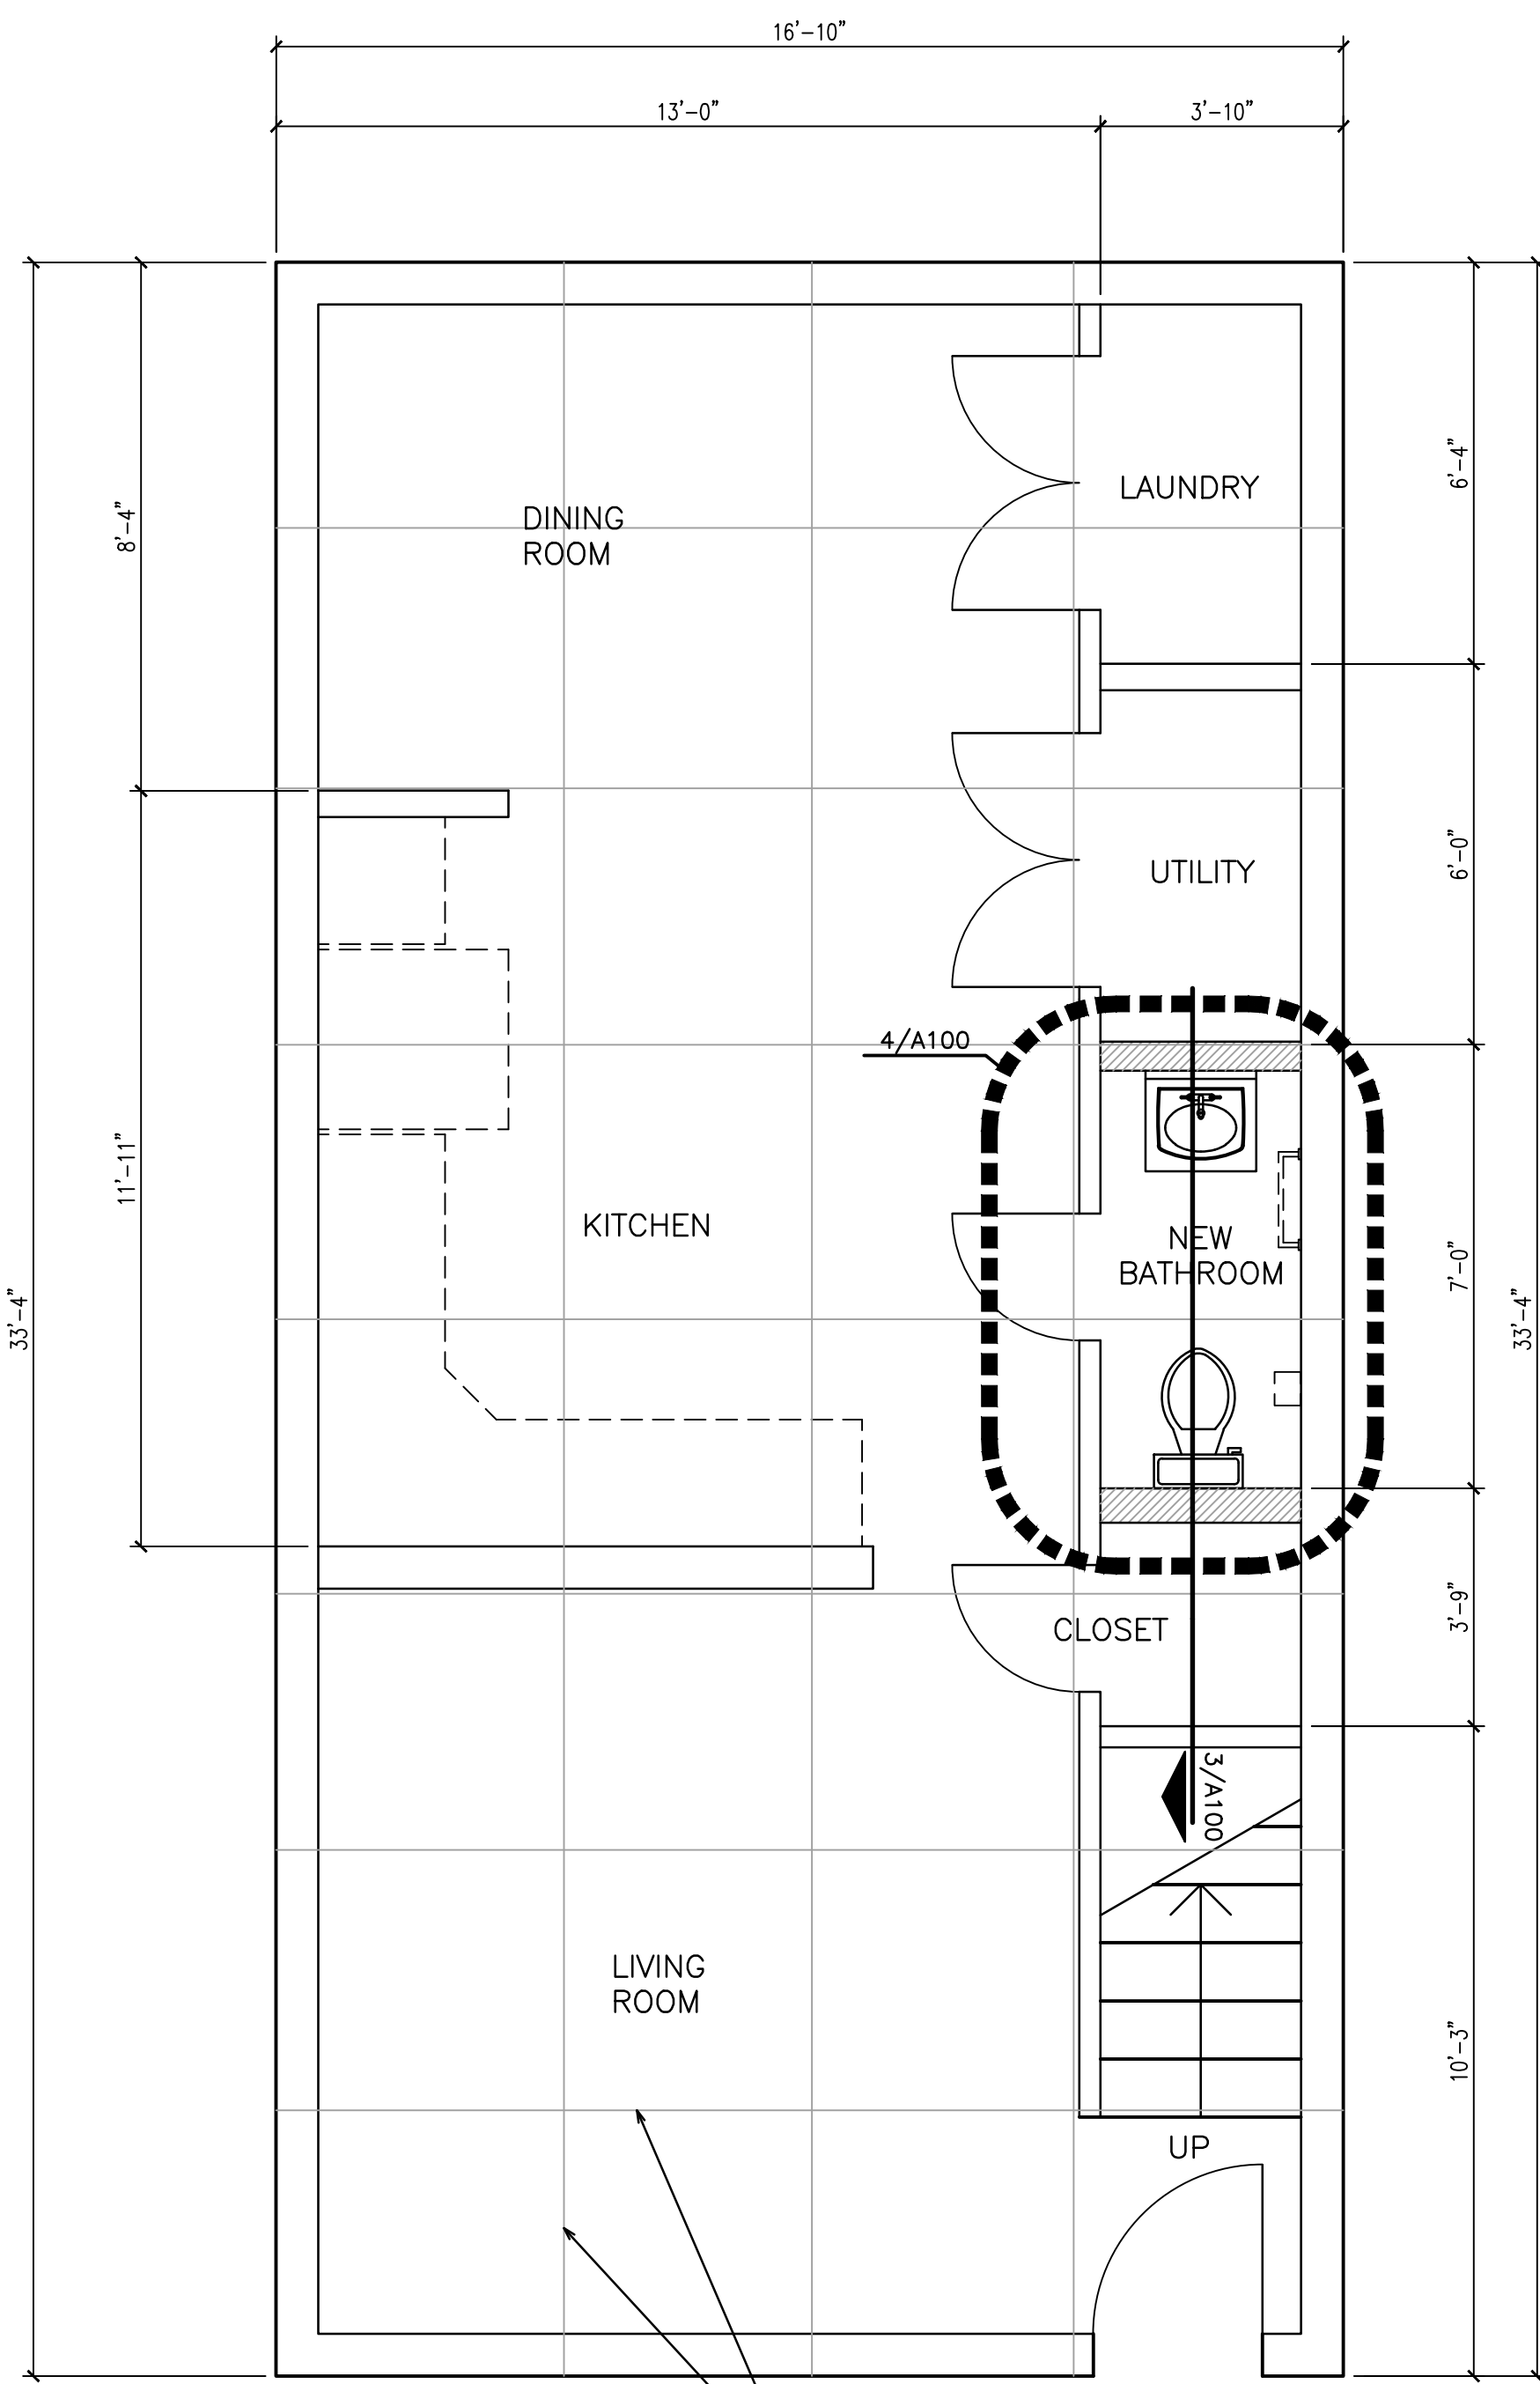 16'-10"
13'-0"
3'-10"
6'-4"
LAUNDRY
DINING
ROOM
8'-4"
6'-0"
UTILITY
4/A100
11'-11"
KITCHEN
NEW
BATHROOM
7'-0"
33'-4"
33'-4"
3'-9"
CLOSET
3/A100
LIVING
ROOM
10'-3"
UP